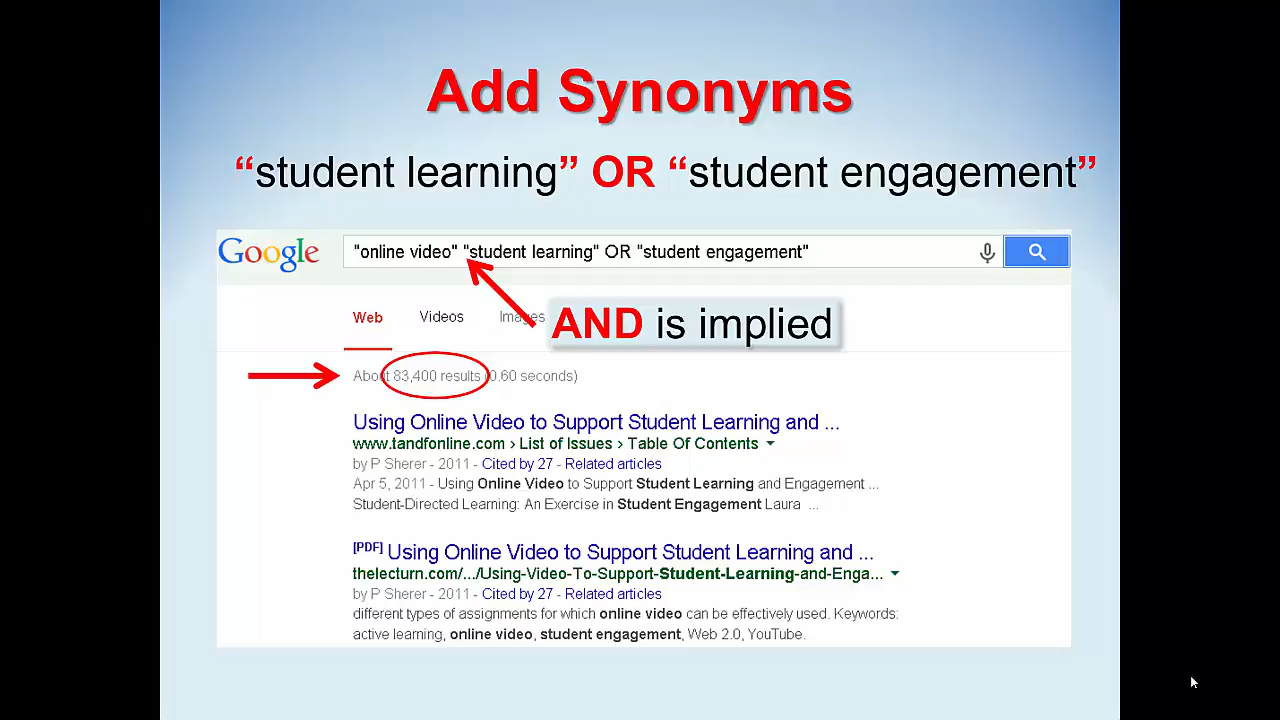 Add Synonyms
“student learning” OR “student engagement”
Google "online video" "student learning" OR "student engagement"
Web Videos Images
AND is implied
About 83,400 results (0.60 seconds)
Using Online Video to Support Student Learning and ...
www.tandfonline.com › List of Issues › Table Of Contents
by P Sherer - 2011 - Cited by 27 - Related articles
Apr 5, 2011 - Using Online Video to Support Student Learning and Engagement ...
Student-Directed Learning: An Exercise in Student Engagement Laura ...
[PDF] Using Online Video to Support Student Learning and ...
thelecturn.com/.../Using-Video-To-Support-Student-Learning-and-Enga...
by P Sherer - 2011 - Cited by 27 - Related articles
different types of assignments for which online video can be effectively used. Keywords:
active learning, online video, student engagement, Web 2.0, YouTube.